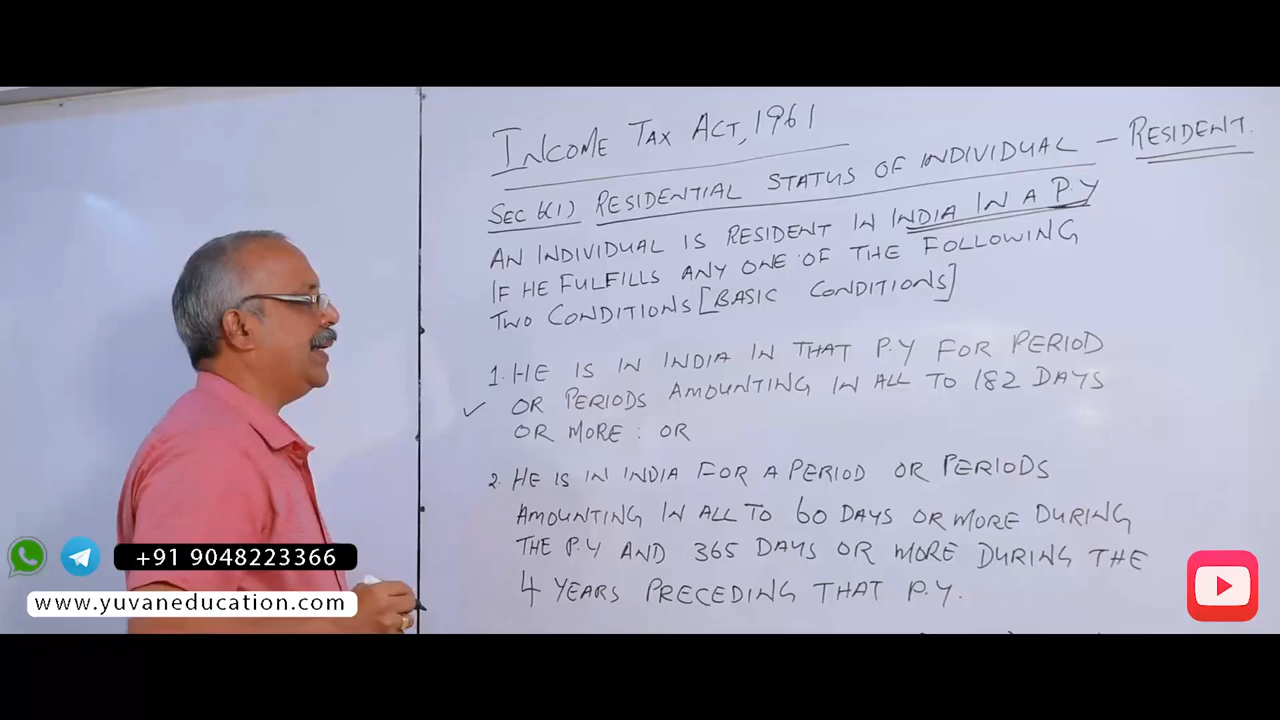 INCOME TAX ACT, 1961
SEC 6(1) RESIDENTIAL STATUS OF INDIVIDUAL – RESIDENT.
AN INDIVIDUAL IS RESIDENT IN INDIA IN A P.Y
IF HE FULFILLS ANY ONE OF THE FOLLOWING
TWO CONDITIONS [BASIC CONDITIONS]
1. HE IS IN INDIA IN THAT P.Y FOR PERIOD
OR PERIODS AMOUNTING IN ALL TO 182 DAYS
OR MORE : OR
2. HE IS IN INDIA FOR A PERIOD OR PERIODS
AMOUNTING IN ALL TO 60 DAYS OR MORE DURING
THE P.Y AND 365 DAYS OR MORE DURING THE
4 YEARS PRECEDING THAT P.Y.
+91 9048223366
www.yuvaneducation.com